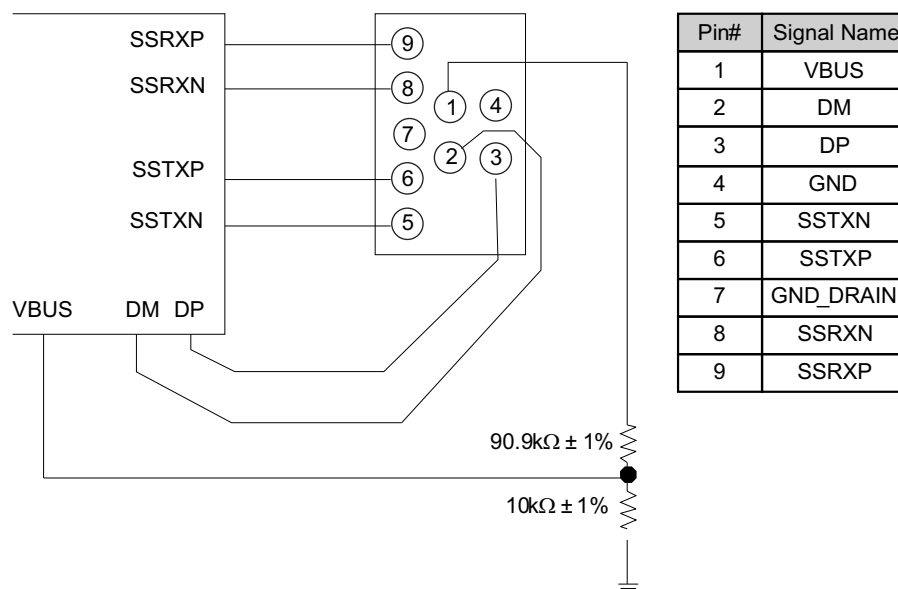 SSRXP
SSRXN
SSTXP
SSTXN
VBUS DM DP
9
8
1 4
7
2 3
6
5
90.9kΩ ± 1%
10kΩ ± 1%
Pin# Signal Name
1 VBUS
2 DM
3 DP
4 GND
5 SSTXN
6 SSTXP
7 GND_DRAIN
8 SSRXN
9 SSRXP